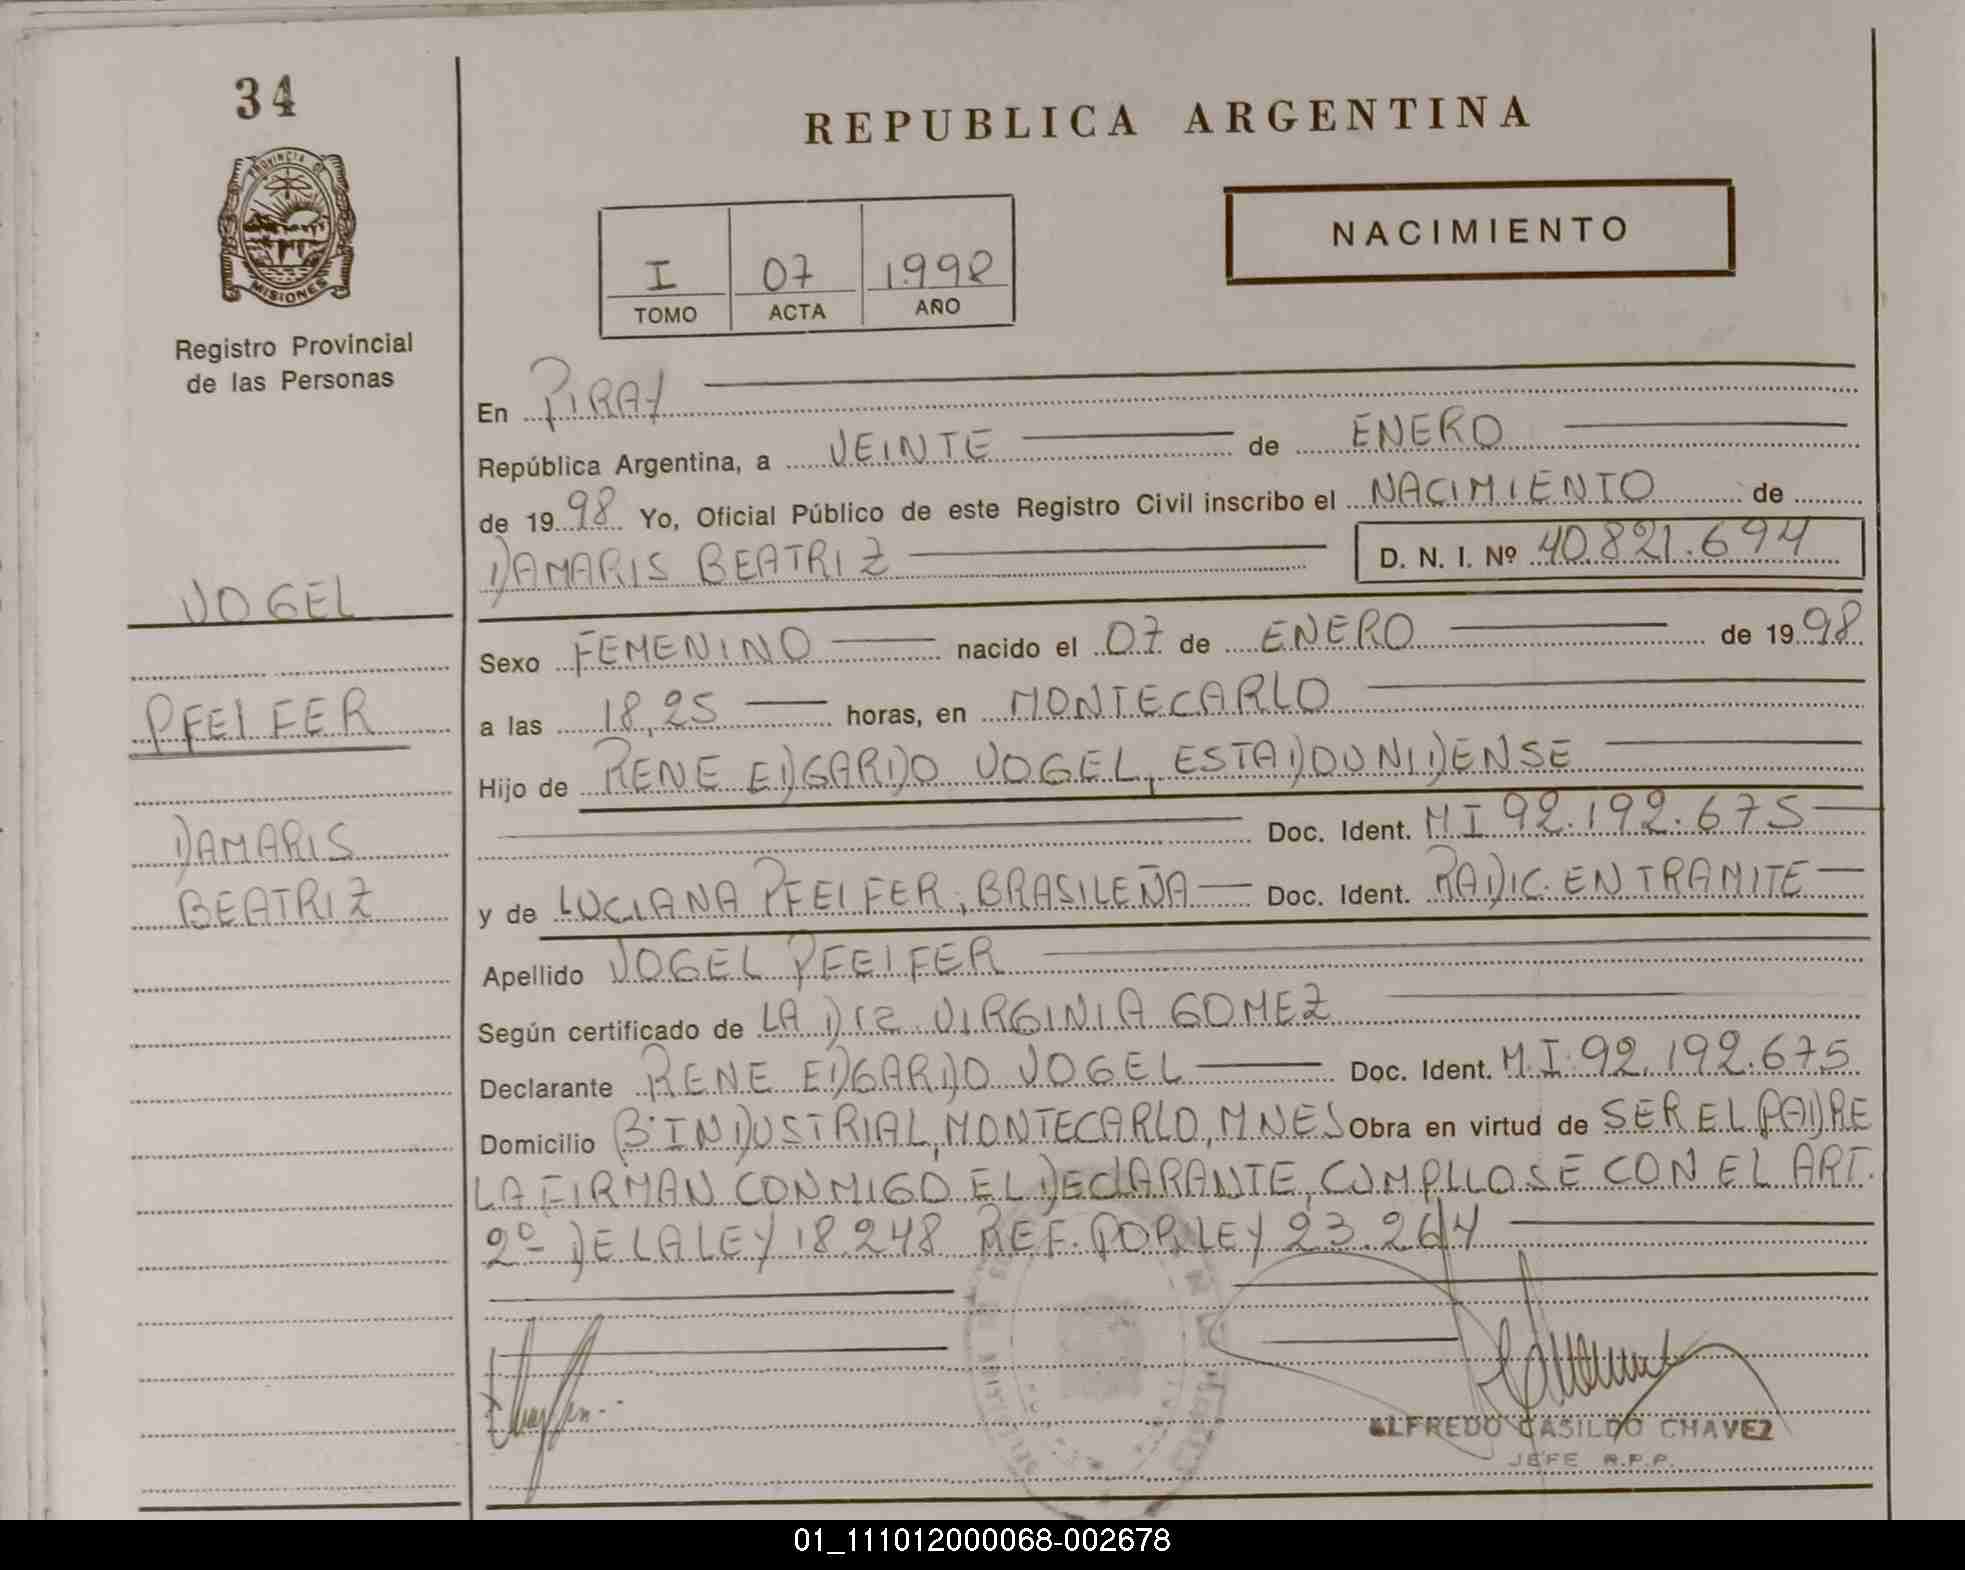 34
PROVINCIA DE
MISIONES
Registro Provincial
de las Personas
REPUBLICA ARGENTINA
NACIMIENTO
I 07 1.998
TOMO ACTA AÑO
VOGEL
PFEIFER
DAMARIS
BEATRIZ
En PIRAY
República Argentina, a VEINTE de ENERO
de 1998 Yo, Oficial Público de este Registro Civil inscribo el NACIMIENTO de
DAMARIS BEATRIZ D. N. I. Nº 40.821.694
Sexo FEMENINO nacido el 07 de ENERO de 1998
a las 18,25 horas, en MONTECARLO
Hijo de RENE EDGARDO VOGEL, ESTADOUNIDENSE
Doc. Ident. M I 92.192.675
y de LUCIANA PFEIFER, BRASILEÑA Doc. Ident. RADIC. EN TRAMITE
Apellido VOGEL PFEIFER
Según certificado de LA VIRGINIA GOMEZ
Declarante RENE EDGARDO VOGEL Doc. Ident. M.I: 92.192.675
Domicilio Bº INDUSTRIAL, MONTECARLO, MNES Obra en virtud de SER EL PADRE
LA FIRMAN CONMIGO EL DECLARANTE, CUMPLLOSE CON EL ART.
2º DE LA LEY 18.248 REF. POR LEY 23.264
ALFREDO CASILDO CHAVEZ
JEFE R.P.P.
01_111012000068-002678